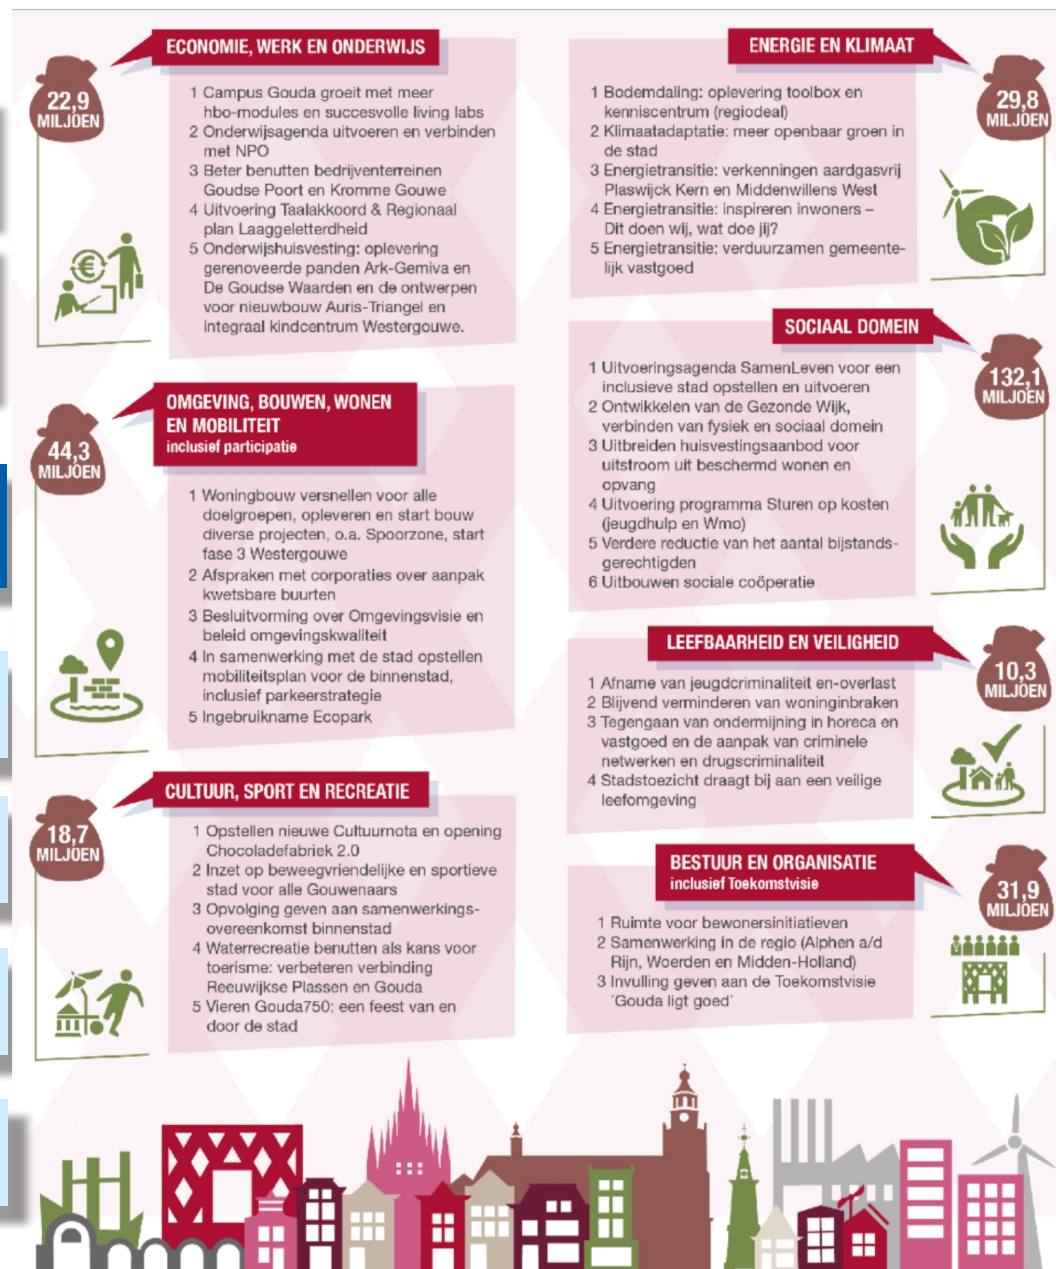 ECONOMIE, WERK EN ONDERWIJS
22,9
MILJOEN
1 Campus Gouda groeit met meer
hbo-modules en succesvolle living labs
2 Onderwijsagenda uitvoeren en verbinden
met NPO
3 Beter benutten bedrijventerreinen
Goudse Poort en Kromme Gouwe
4 Uitvoering Taalakkoord & Regionaal
plan Laaggeletterdheid
5 Onderwijshuisvesting: oplevering
gerenoveerde panden Ark-Gemiva en
De Goudse Waarden en de ontwerpen
voor nieuwbouw Auris-Triangel en
integraal kindcentrum Westergouwe.
OMGEVING, BOUWEN, WONEN
EN MOBILITEIT
inclusief participatie
44,3
MILJOEN
1 Woningbouw versnellen voor alle
doelgroepen, opleveren en start bouw
diverse projecten, o.a. Spoorzone, start
fase 3 Westergouwe
2 Afspraken met corporaties over aanpak
kwetsbare buurten
3 Besluitvorming over Omgevingsvisie en
beleid omgevingskwaliteit
4 In samenwerking met de stad opstellen
mobiliteitsplan voor de binnenstad,
inclusief parkeerstrategie
5 Ingebruikname Ecopark
CULTUUR, SPORT EN RECREATIE
18,7
MILJOEN
1 Opstellen nieuwe Cultuurnota en opening
Chocoladefabriek 2.0
2 Inzet op beweegvriendelijke en sportieve
stad voor alle Gouwenaars
3 Opvolging geven aan samenwerkings-
overeenkomst binnenstad
4 Waterrecreatie benutten als kans voor
toerisme: verbeteren verbinding
Reeuwijkse Plassen en Gouda
5 Vieren Gouda750: een feest van en
door de stad
ENERGIE EN KLIMAAT
29,8
MILJOEN
1 Bodemdaling: oplevering toolbox en
kenniscentrum (regiodeal)
2 Klimaatadaptatie: meer openbaar groen in
de stad
3 Energietransitie: verkenningen aardgasvrij
Plaswijck Kern en Middenwillens West
4 Energietransitie: inspireren inwoners –
Dit doen wij, wat doe jij?
5 Energietransitie: verduurzamen gemeente-
lijk vastgoed
SOCIAAL DOMEIN
132,1
MILJOEN
1 Uitvoeringsagenda SamenLeven voor een
inclusieve stad opstellen en uitvoeren
2 Ontwikkelen van de Gezonde Wijk,
verbinden van fysiek en sociaal domein
3 Uitbreiden huisvestingsaanbod voor
uitstroom uit beschermd wonen en
opvang
4 Uitvoering programma Sturen op kosten
(jeugdhulp en Wmo)
5 Verdere reductie van het aantal bijstands-
gerechtigden
6 Uitbouwen sociale coöperatie
LEEFBAARHEID EN VEILIGHEID
10,3
MILJOEN
1 Afname van jeugdcriminaliteit en-overlast
2 Blijvend verminderen van woninginbraken
3 Tegengaan van ondermijning in horeca en
vastgoed en de aanpak van criminele
netwerken en drugscriminaliteit
4 Stadstoezicht draagt bij aan een veilige
leefomgeving
BESTUUR EN ORGANISATIE
inclusief Toekomstvisie
31,9
MILJOEN
1 Ruimte voor bewonersinitiatieven
2 Samenwerking in de regio (Alphen a/d
Rijn, Woerden en Midden-Holland)
3 Invulling geven aan de Toekomstvisie
´Gouda ligt goed´